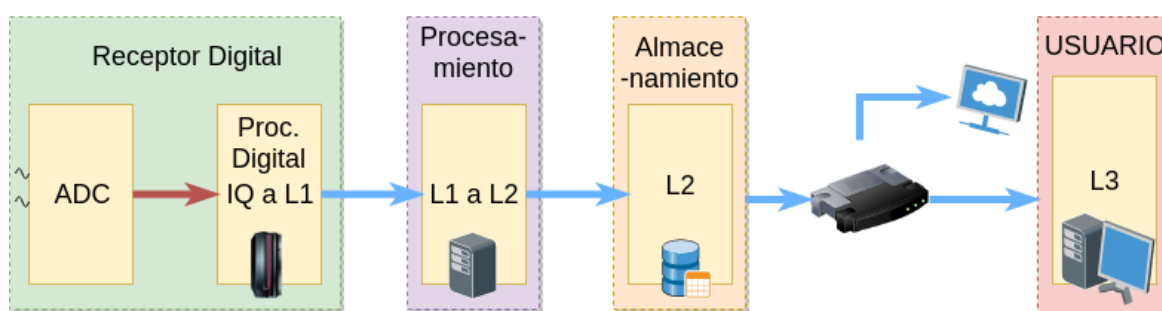 Receptor Digital
ADC
Proc.
Digital
IQ a L1
Procesa-
miento
L1 a L2
Almace
-namiento
L2
USUARIO
L3